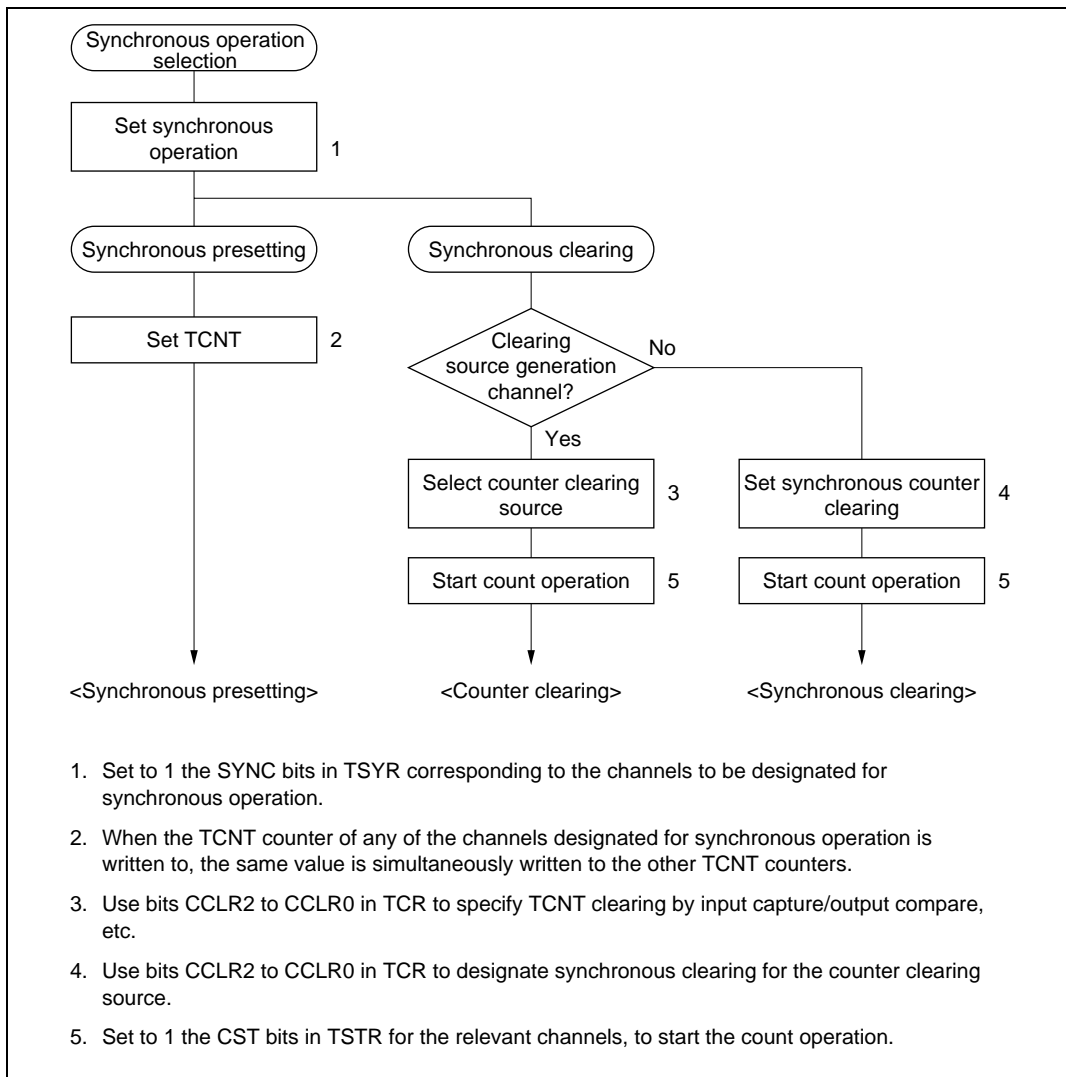 Synchronous operation
selection
Set synchronous
operation
1
Synchronous presetting
Synchronous clearing
Set TCNT
2
Clearing
source generation
channel?
No
Yes
Select counter clearing
source
3
Set synchronous counter
clearing
4
Start count operation
5
Start count operation
5
<Synchronous presetting>
<Counter clearing>
<Synchronous clearing>
1. Set to 1 the SYNC bits in TSYR corresponding to the channels to be designated for
synchronous operation.
2. When the TCNT counter of any of the channels designated for synchronous operation is
written to, the same value is simultaneously written to the other TCNT counters.
3. Use bits CCLR2 to CCLR0 in TCR to specify TCNT clearing by input capture/output compare,
etc.
4. Use bits CCLR2 to CCLR0 in TCR to designate synchronous clearing for the counter clearing
source.
5. Set to 1 the CST bits in TSTR for the relevant channels, to start the count operation.